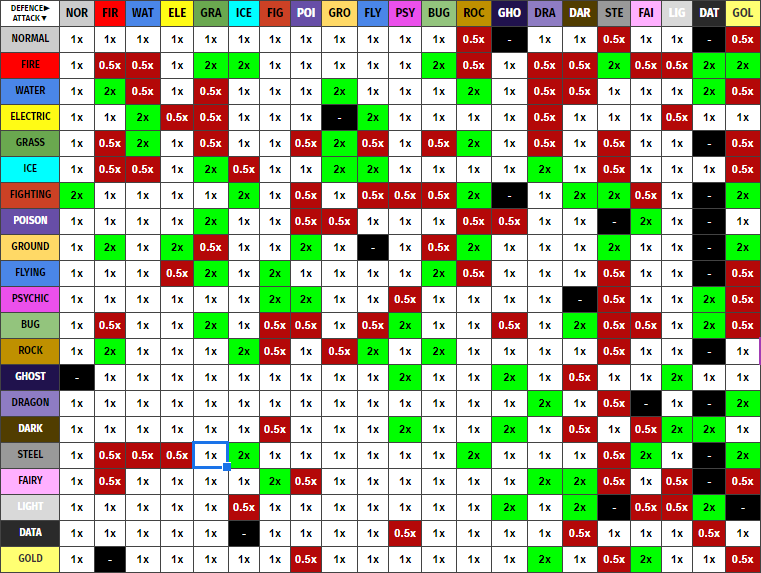 DEFENCE▶ ATTACK▼ NOR FIR WAT ELE GRA ICE FIG POI GRO FLY PSY BUG ROC GHO DRA DAR STE FAI LIG DAT GOL
NORMAL 1x 1x 1x 1x 1x 1x 1x 1x 1x 1x 1x 1x 0.5x - 1x 1x 0.5x 1x 1x - 0.5x
FIRE 1x 0.5x 0.5x 1x 2x 2x 1x 1x 1x 1x 1x 2x 0.5x 1x 0.5x 0.5x 2x 0.5x 0.5x 2x 2x
WATER 1x 2x 0.5x 1x 0.5x 1x 1x 1x 2x 1x 1x 1x 2x 1x 0.5x 0.5x 1x 1x 1x 2x 0.5x
ELECTRIC 1x 1x 2x 0.5x 0.5x 1x 1x 1x - 2x 1x 1x 1x 1x 0.5x 1x 1x 1x 0.5x 1x 1x
GRASS 1x 0.5x 2x 1x 0.5x 1x 1x 0.5x 2x 0.5x 1x 0.5x 2x 1x 0.5x 1x 0.5x 1x 1x - 0.5x
ICE 1x 0.5x 0.5x 1x 2x 0.5x 1x 1x 2x 2x 1x 1x 1x 1x 2x 1x 0.5x 1x 1x 1x 0.5x
FIGHTING 2x 1x 1x 1x 1x 2x 1x 0.5x 1x 0.5x 0.5x 0.5x 2x - 1x 2x 2x 0.5x 1x - 2x
POISON 1x 1x 1x 1x 2x 1x 1x 0.5x 0.5x 1x 1x 1x 0.5x 0.5x 1x 1x - 2x 1x - 1x
GROUND 1x 2x 1x 2x 0.5x 1x 1x 2x 1x - 1x 0.5x 2x 1x 1x 1x 2x 1x 1x - 2x
FLYING 1x 1x 1x 0.5x 2x 1x 2x 1x 1x 1x 1x 2x 0.5x 1x 1x 1x 0.5x 1x 1x - 0.5x
PSYCHIC 1x 1x 1x 1x 1x 1x 2x 2x 1x 1x 0.5x 1x 1x 1x 1x - 0.5x 1x 1x 2x 0.5x
BUG 1x 0.5x 1x 1x 2x 1x 0.5x 0.5x 1x 0.5x 2x 1x 1x 0.5x 1x 2x 0.5x 0.5x 1x 2x 0.5x
ROCK 1x 2x 1x 1x 1x 2x 0.5x 1x 0.5x 2x 1x 2x 1x 1x 1x 1x 0.5x 1x 1x - 1x
GHOST - 1x 1x 1x 1x 1x 1x 1x 1x 1x 2x 1x 1x 2x 1x 0.5x 1x 1x 2x 1x 1x
DRAGON 1x 1x 1x 1x 1x 1x 1x 1x 1x 1x 1x 1x 1x 1x 2x 1x 0.5x - 1x - 2x
DARK 1x 1x 1x 1x 1x 1x 0.5x 1x 1x 1x 2x 1x 1x 2x 1x 0.5x 1x 0.5x 2x 2x 1x
STEEL 1x 0.5x 0.5x 0.5x 1x 2x 1x 1x 1x 1x 1x 1x 2x 1x 1x 1x 0.5x 2x 1x - 2x
FAIRY 1x 0.5x 1x 1x 1x 1x 2x 0.5x 1x 1x 1x 1x 1x 1x 2x 2x 0.5x 1x 0.5x - 0.5x
LIGHT 1x 1x 1x 1x 1x 0.5x 1x 1x 1x 1x 1x 1x 1x 2x 1x 2x - 0.5x 0.5x 2x -
DATA 1x 1x 1x 1x 1x - 1x 1x 1x 1x 0.5x 1x 1x 1x 1x 0.5x 1x 1x 1x 0.5x 1x
GOLD 1x - 1x 1x 1x 1x 1x 0.5x 1x 1x 1x 1x 1x 1x 2x 1x 0.5x 2x 1x 1x 0.5x